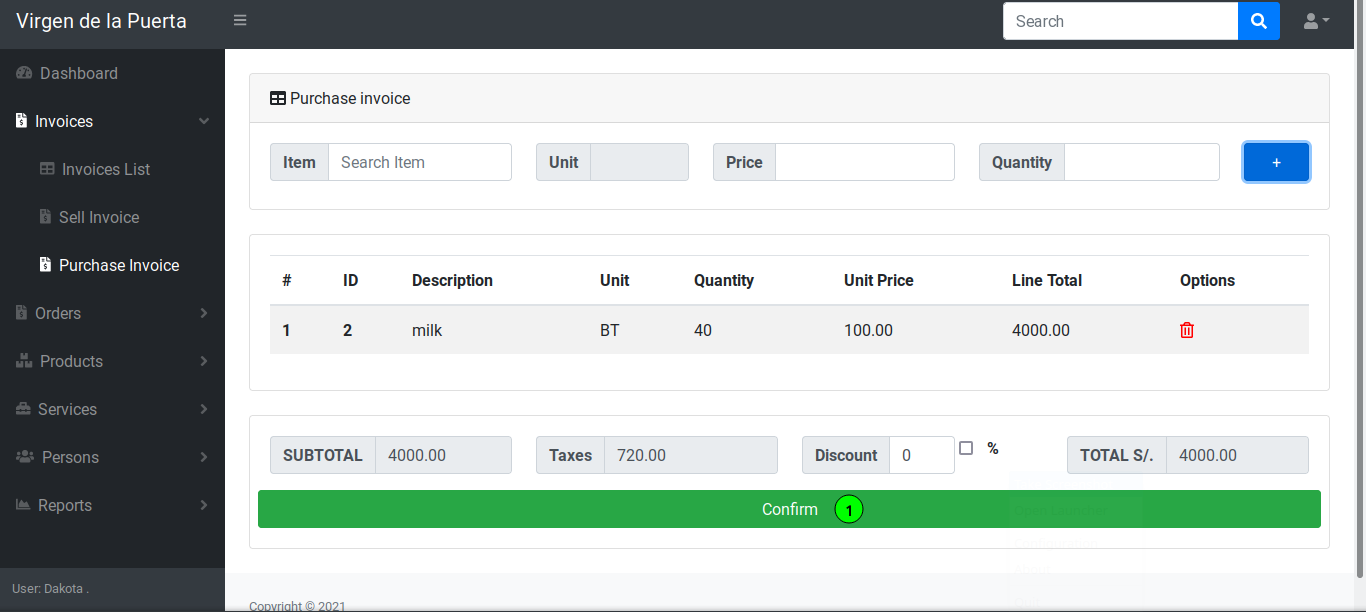 Virgen de la Puerta
Search
Dashboard
Invoices
Invoices List
Sell Invoice
Purchase Invoice
Orders
Products
Services
Persons
Reports
User: Dakota .
Purchase invoice
Item Search Item Unit Price Quantity +
# ID Description Unit Quantity Unit Price Line Total Options
1 2 milk BT 40 100.00 4000.00
SUBTOTAL 4000.00 Taxes 720.00 Discount 0 % TOTAL S/. 4000.00
Confirm 1
Copyright © 2021